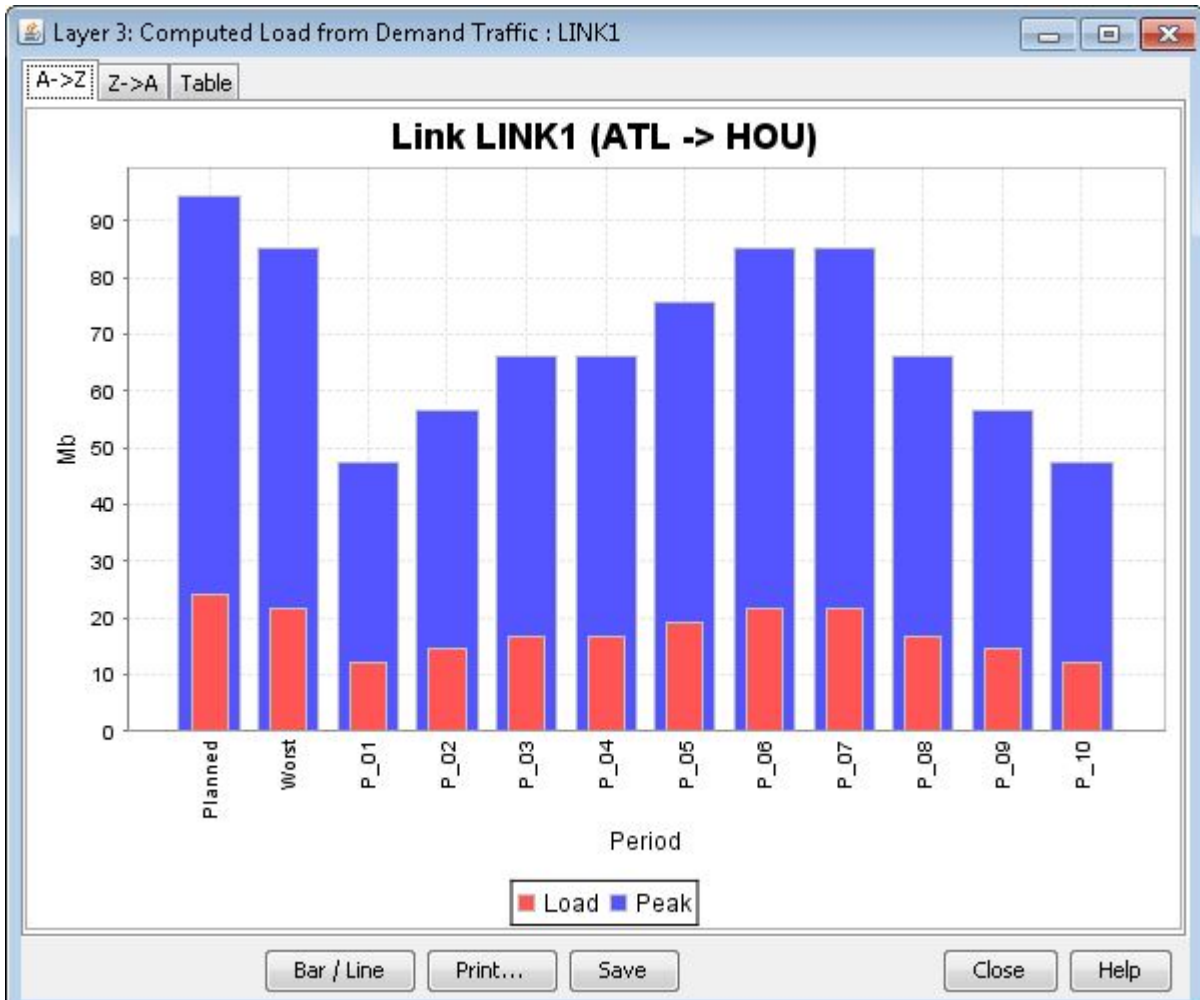 Layer 3: Computed Load from Demand Traffic : LINK1
A->Z Z->A Table
Link LINK1 (ATL -> HOU)
90
80
70
60
50
40
30
20
10
0
Mb
Planned Worst P_01 P_02 P_03 P_04 P_05 P_06 P_07 P_08 P_09 P_10
Period
Load Peak
Bar / Line Print... Save Close Help